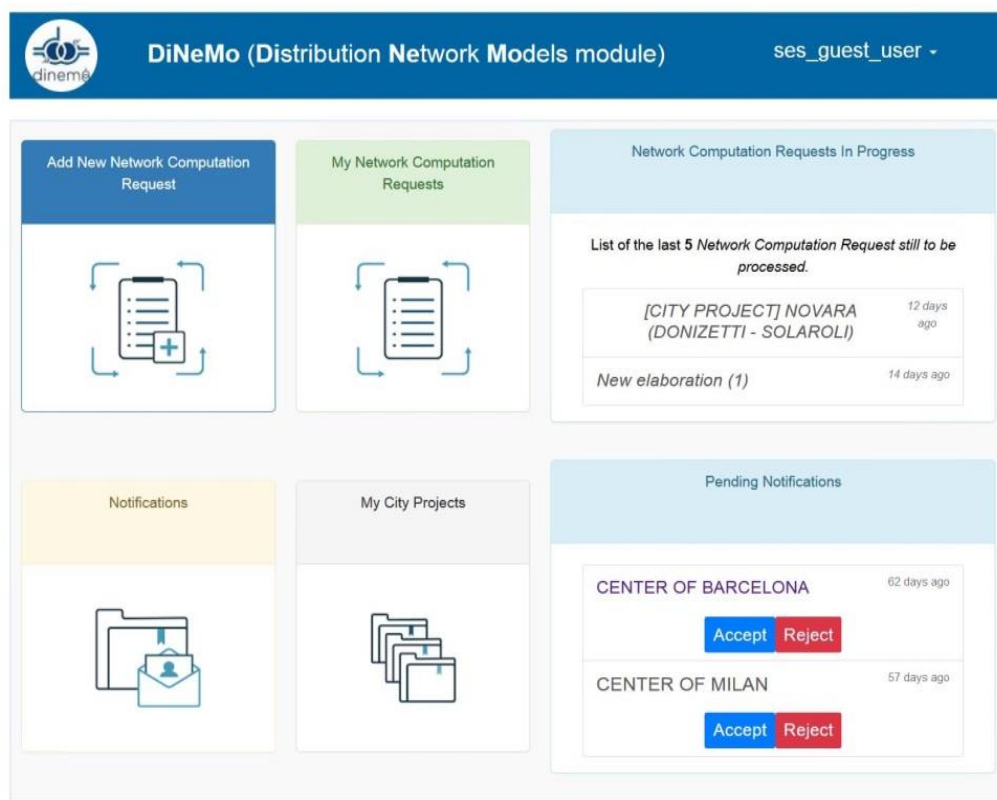 dinemo
DiNeMo (Distribution Network Models module)
ses_guest_user
Add New Network Computation
Request
My Network Computation
Requests
Network Computation Requests In Progress
List of the last 5 Network Computation Request still to be
processed.
[CITY PROJECT] NOVARA
(DONIZETTI - SOLAROLI)
12 days
ago
New elaboration (1)
14 days ago
Notifications
My City Projects
Pending Notifications
CENTER OF BARCELONA
62 days ago
Accept Reject
CENTER OF MILAN
57 days ago
Accept Reject